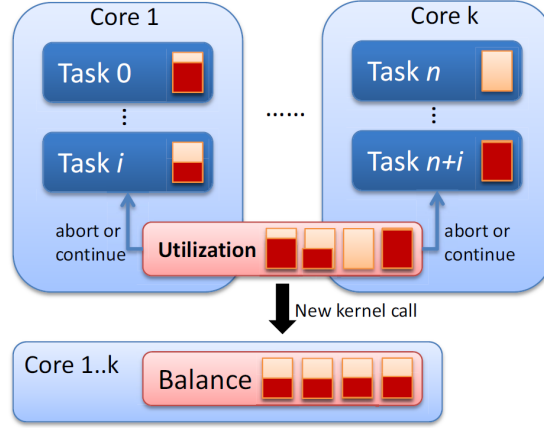 Core 1
Core k
Task 0
Task n
⋮
⋮
......
Task i
Task n+i
abort or
continue
Utilization
abort or
continue
New kernel call
Core 1..k
Balance